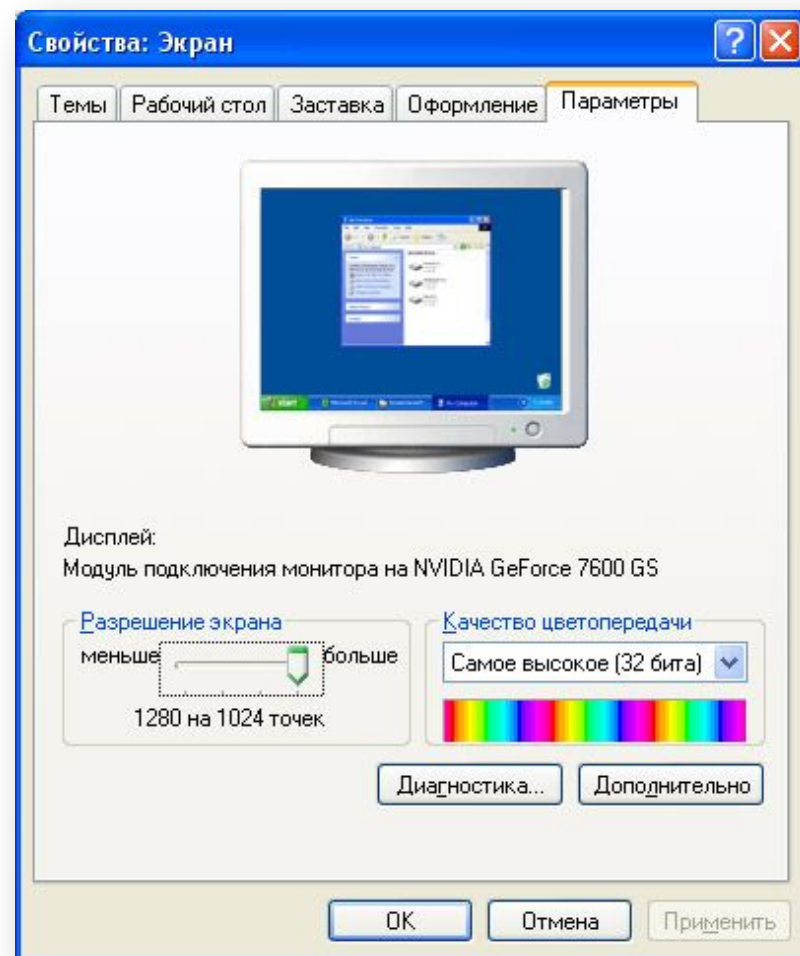 Свойства: Экран
Темы Рабочий стол Заставка Оформление Параметры
start
Дисплей:
Модуль подключения монитора на NVIDIA GeForce 7600 GS
Разрешение экрана
меньше больше
1280 на 1024 точек
Качество цветопередачи
Самое высокое (32 бита)
Диагностика... Дополнительно
OK Отмена Применить